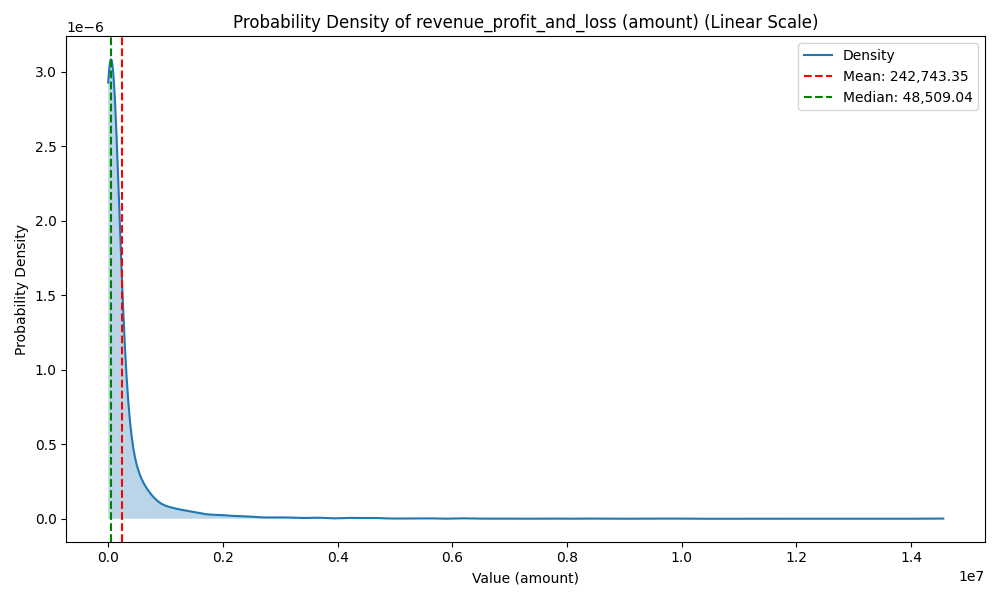 Probability Density of revenue_profit_and_loss (amount) (Linear Scale)
1e−6
Density
Mean: 242,743.35
Median: 48,509.04
Probability Density
3.0
2.5
2.0
1.5
1.0
0.5
0.0
0.0 0.2 0.4 0.6 0.8 1.0 1.2 1.4
1e7
Value (amount)